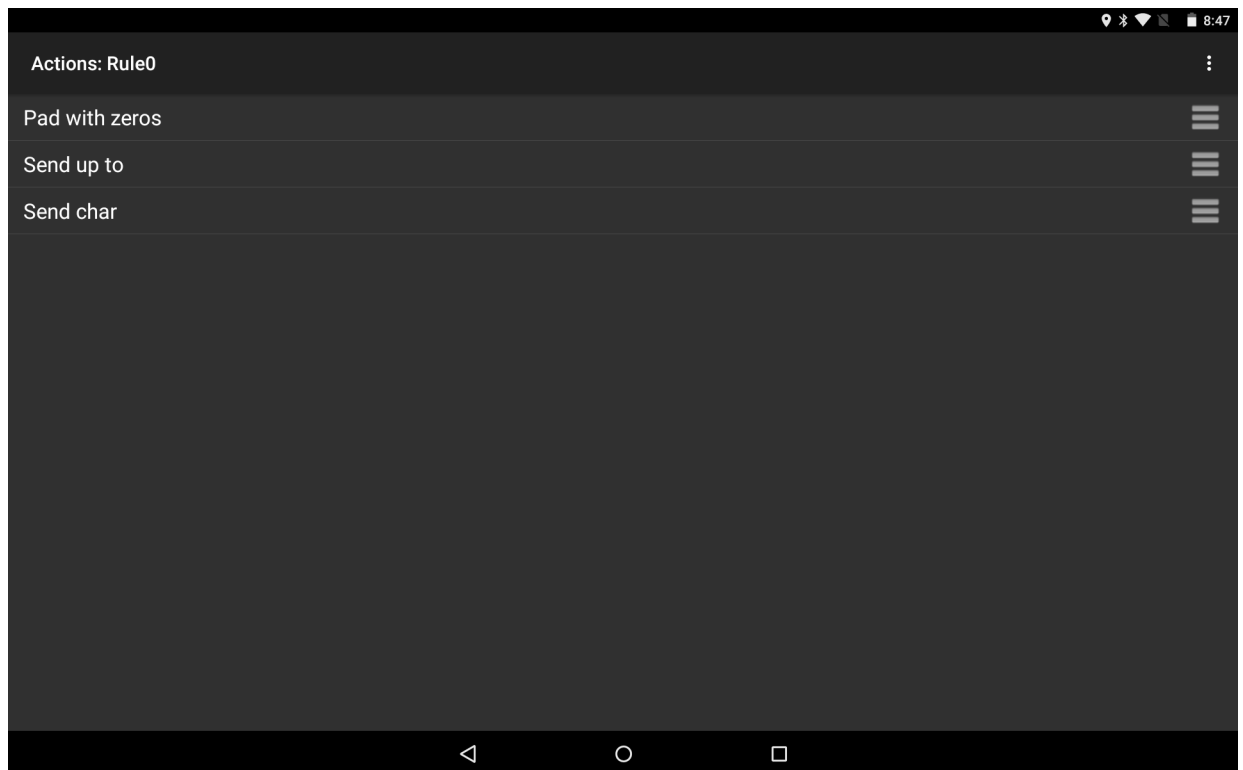 8:47
Actions: Rule0
Pad with zeros
Send up to
Send char